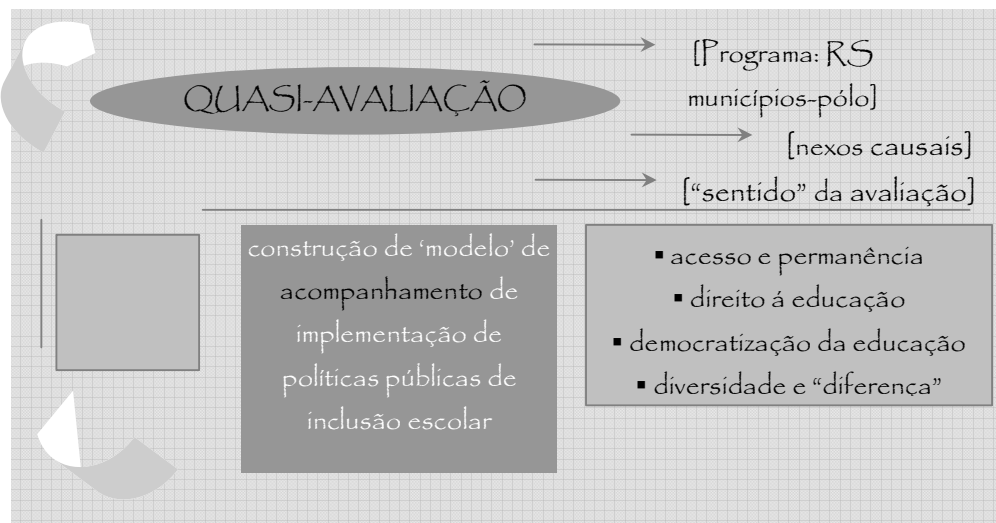 QUASI-AVALIAÇÃO
[Programa: RS
municípios-pólo]
[nexos causais]
[“sentido” da avaliação]
construção de ‘modelo’ de
acompanhamento de
implementação de
políticas públicas de
inclusão escolar
▪ acesso e permanência
▪ direito á educação
▪ democratização da educação
▪ diversidade e “diferença”